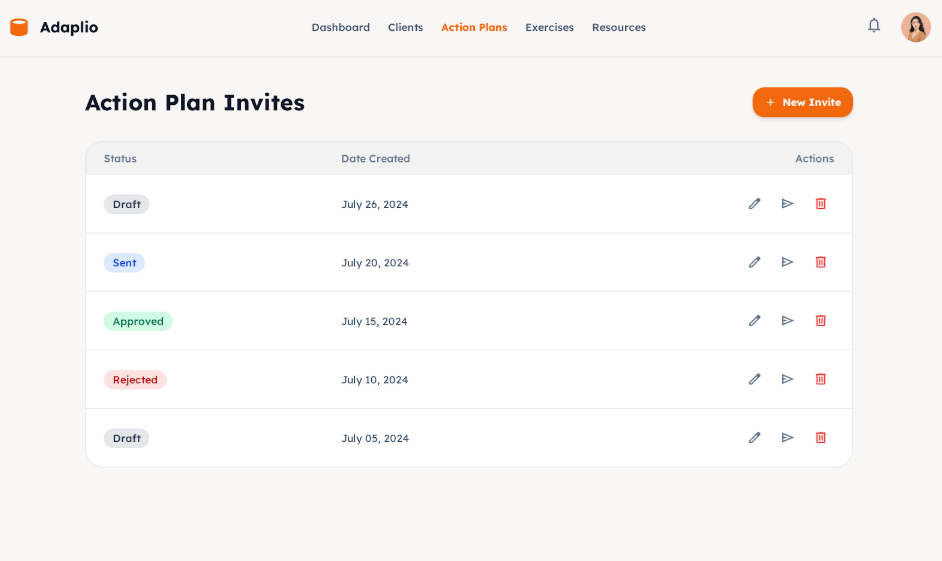 Adaplio
Dashboard Clients Action Plans Exercises Resources
Action Plan Invites
+ New Invite
Status Date Created Actions
Draft July 26, 2024
Sent July 20, 2024
Approved July 15, 2024
Rejected July 10, 2024
Draft July 05, 2024